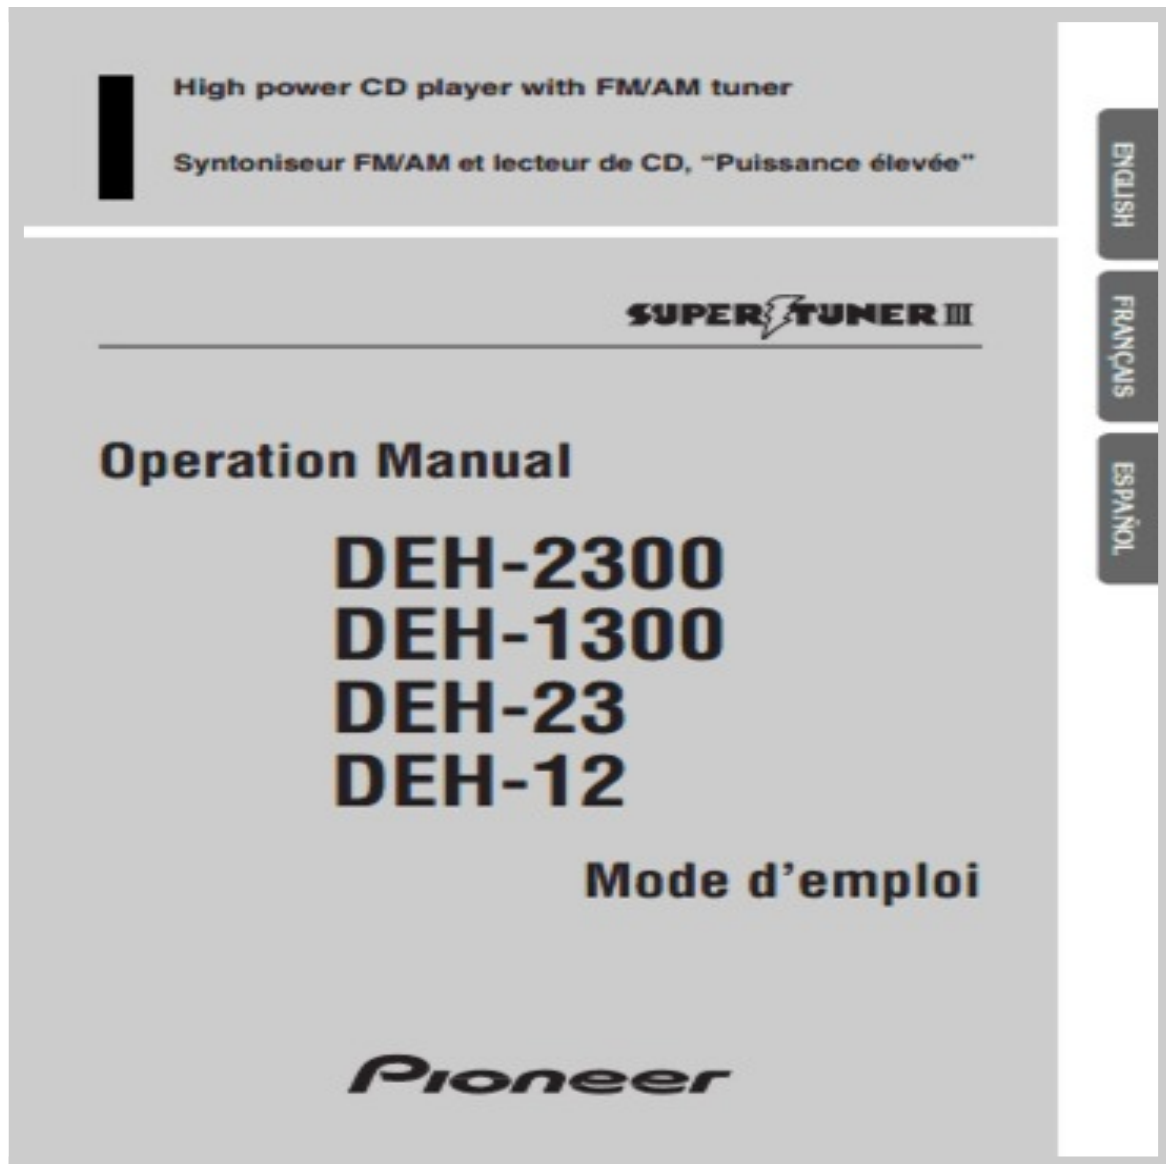 High power CD player with FM/AM tuner
Syntoniseur FM/AM et lecteur de CD, “Puissance élevée”
SUPER TUNER III
Operation Manual
DEH-2300
DEH-1300
DEH-23
DEH-12
Mode d’emploi
Pioneer
ENGLISH
FRANÇAIS
ESPAÑOL